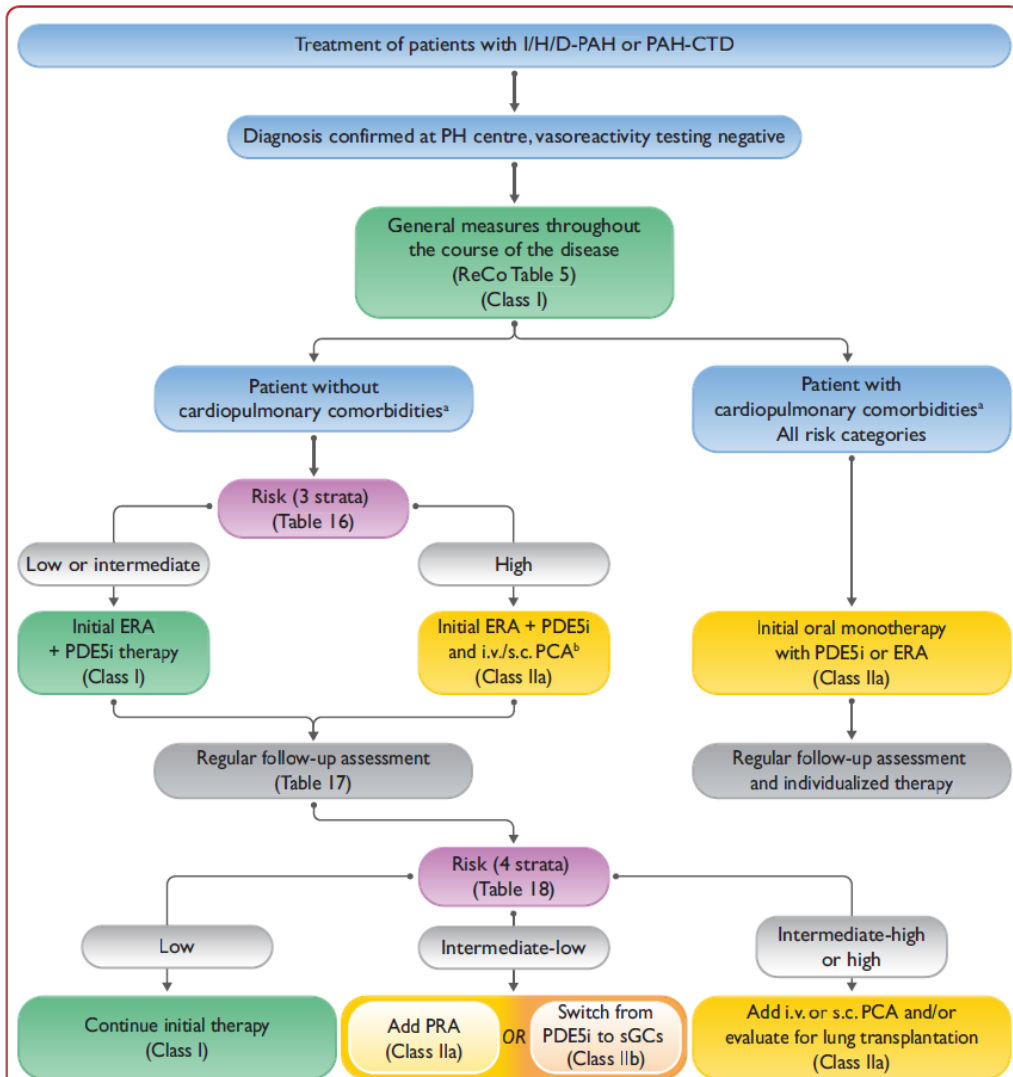 Treatment of patients with I/H/D-PAH or PAH-CTD
Diagnosis confirmed at PH centre, vasoreactivity testing negative
General measures throughout
the course of the disease
(ReCo Table 5)
(Class I)
Patient without
cardiopulmonary comorbiditiesᵃ
Patient with
cardiopulmonary comorbiditiesᵃ
All risk categories
Risk (3 strata)
(Table 16)
Low or intermediate
High
Initial ERA
+ PDE5i therapy
(Class I)
Initial ERA + PDE5i
and i.v./s.c. PCAᵇ
(Class IIa)
Initial oral monotherapy
with PDE5i or ERA
(Class IIa)
Regular follow-up assessment
(Table 17)
Regular follow-up assessment
and individualized therapy
Risk (4 strata)
(Table 18)
Low
Intermediate-low
Intermediate-high
or high
Continue initial therapy
(Class I)
Add PRA
(Class IIa)
OR
Switch from
PDE5i to sGCs
(Class IIb)
Add i.v. or s.c. PCA and/or
evaluate for lung transplantation
(Class IIa)